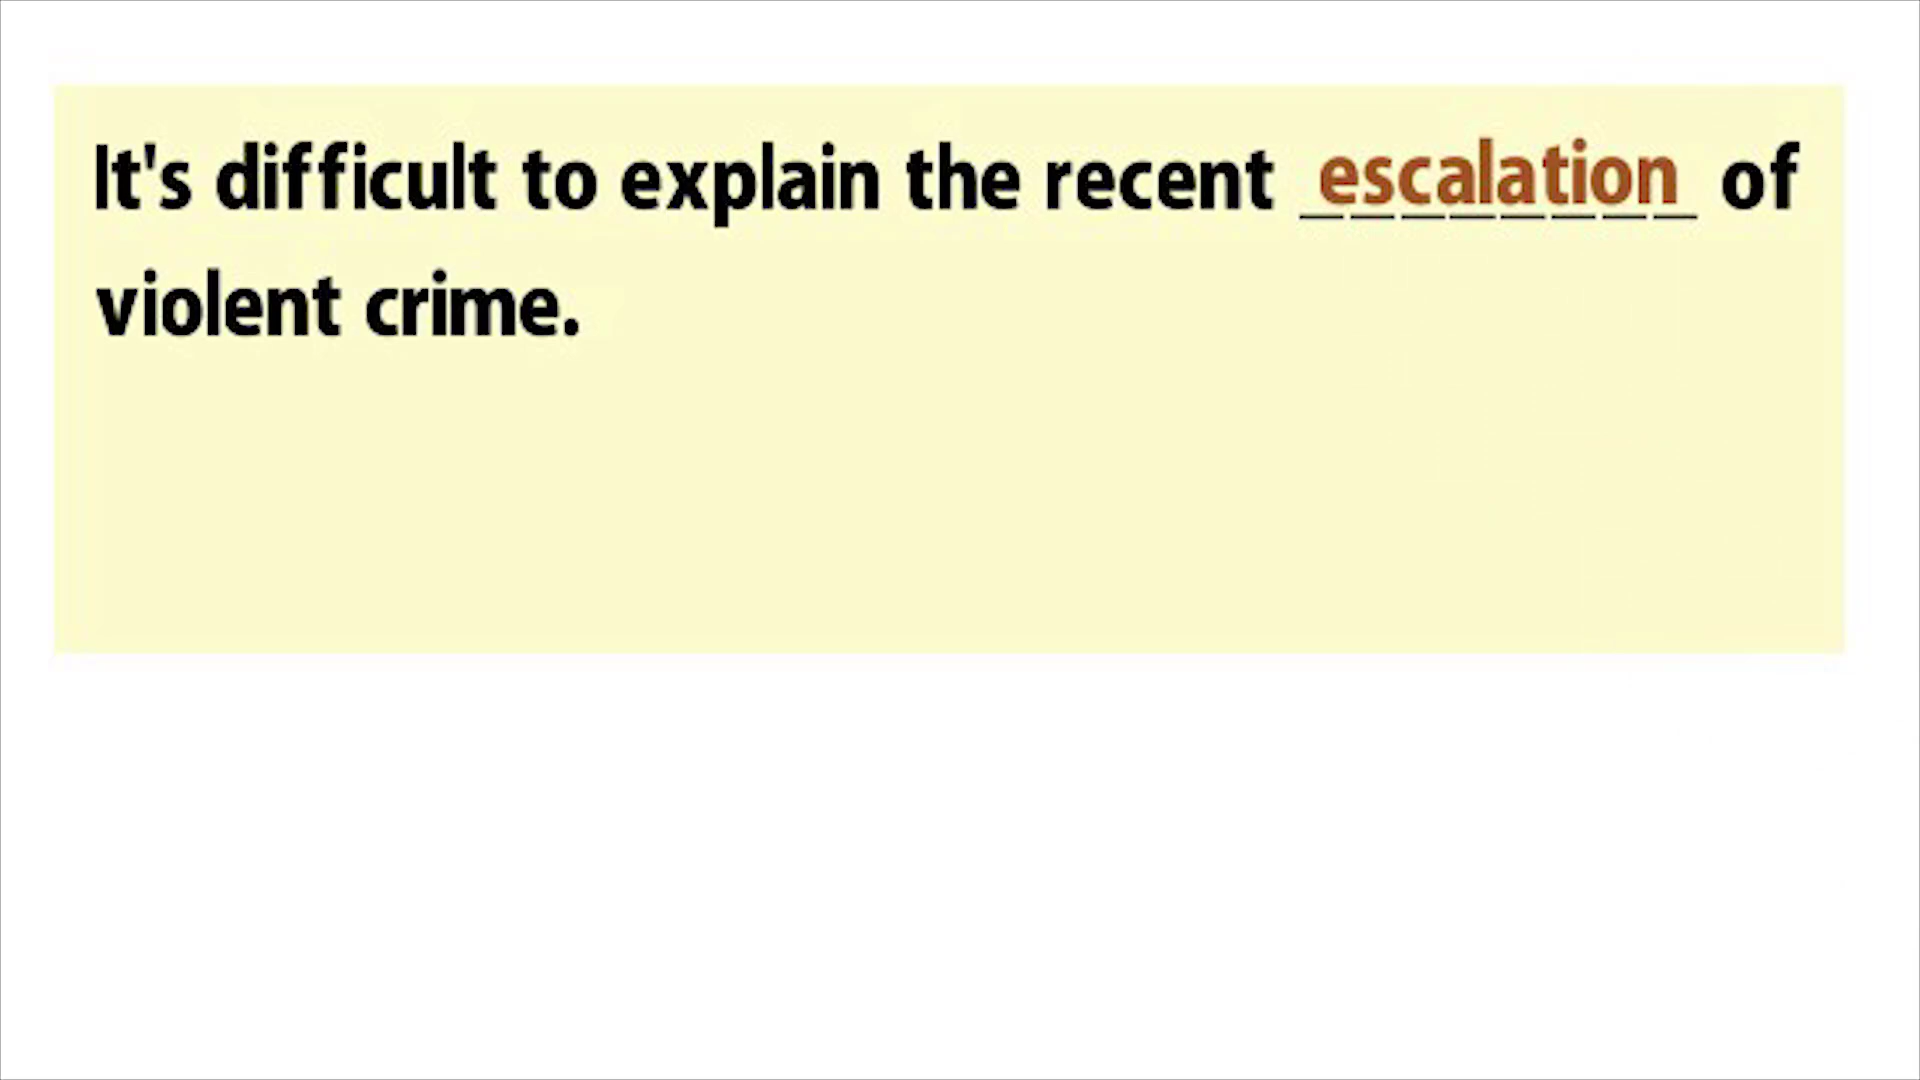 It's difficult to explain the recent escalation of
violent crime.